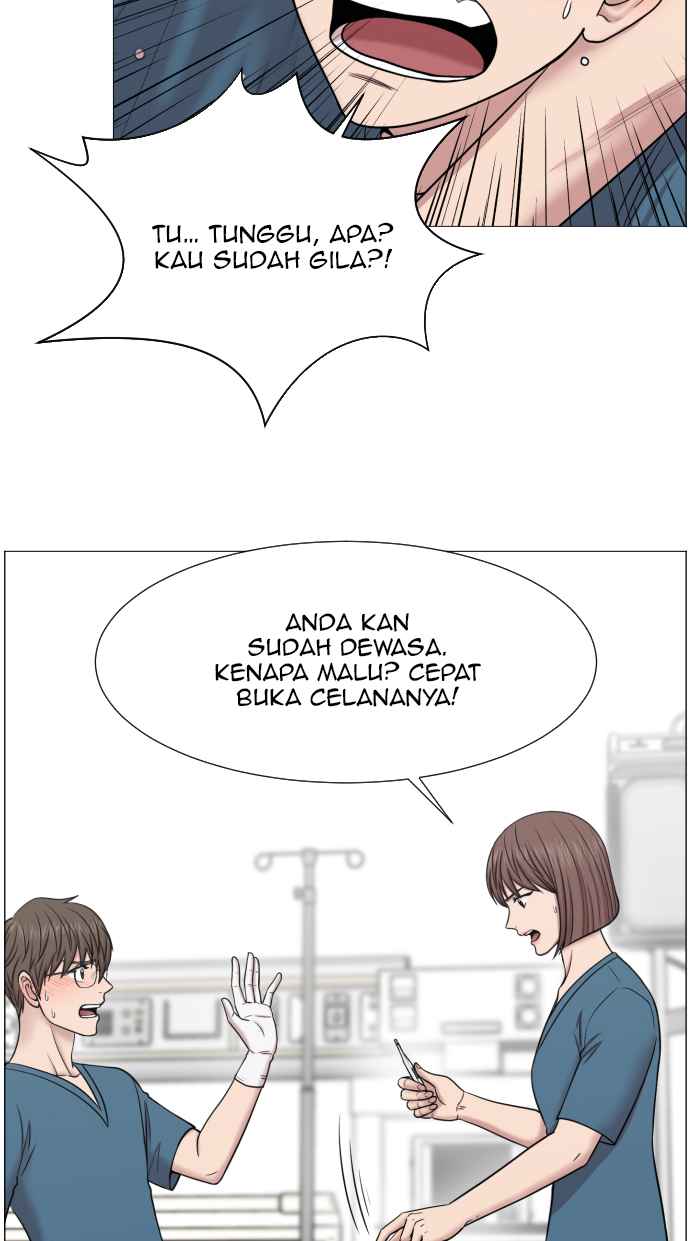 TU... TUNGGU, APA?
KAU SUDAH GILA?!
ANDA KAN
SUDAH DEWASA.
KENAPA MALU? CEPAT
BUKA CELANANYA!